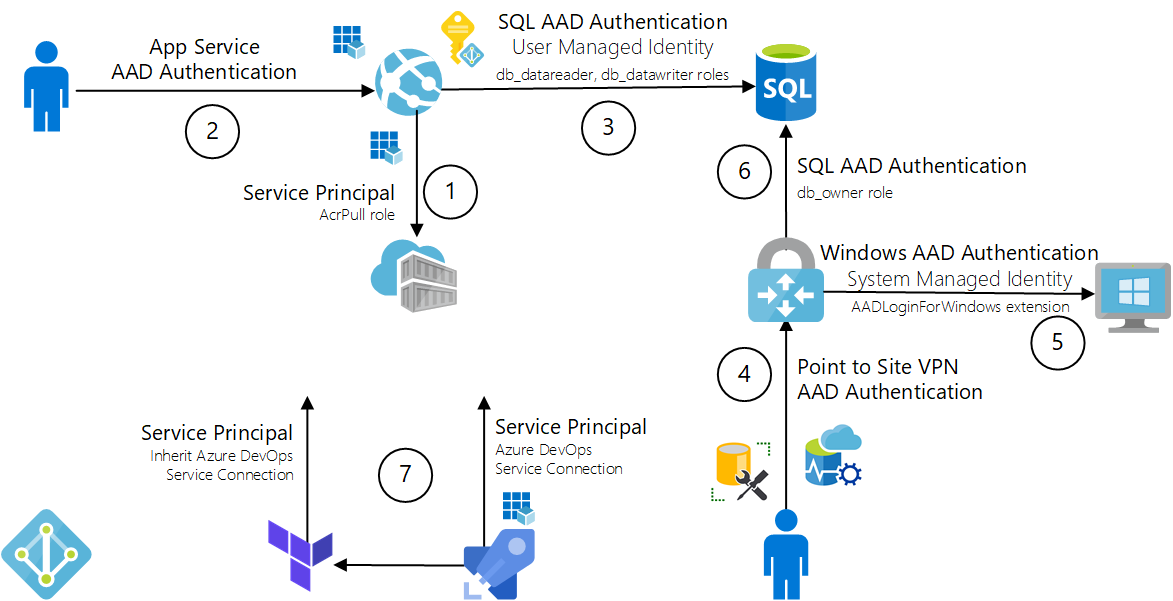 App Service
AAD Authentication
2
SQL AAD Authentication
User Managed Identity
db_datareader, db_datawriter roles
3
SQL
Service Principal
AcrPull role
1
6
SQL AAD Authentication
db_owner role
Windows AAD Authentication
System Managed Identity
AADLoginForWindows extension
5
4
Point to Site VPN
AAD Authentication
Service Principal
Inherit Azure DevOps
Service Connection
7
Service Principal
Azure DevOps
Service Connection